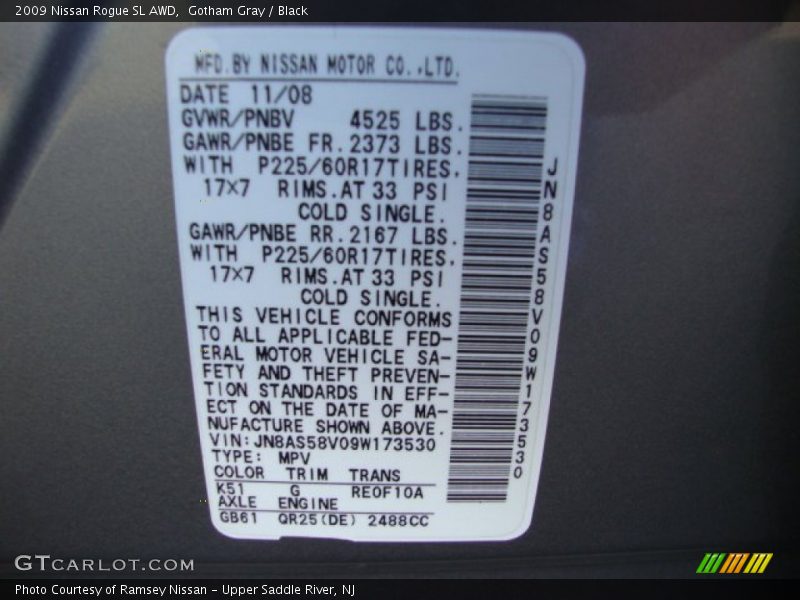 2009 Nissan Rogue SL AWD, Gotham Gray / Black
MFD.BY NISSAN MOTOR CO.,LTD.
DATE 11/08
GVWR/PNBV 4525 LBS.
GAWR/PNBE FR. 2373 LBS.
WITH P225/60R17TIRES.
17×7 RIMS.AT 33 PSI
COLD SINGLE.
GAWR/PNBE RR. 2167 LBS.
WITH P225/60R17TIRES.
17×7 RIMS.AT 33 PSI
COLD SINGLE.
THIS VEHICLE CONFORMS
TO ALL APPLICABLE FED-
ERAL MOTOR VEHICLE SA-
FETY AND THEFT PREVEN-
TION STANDARDS IN EFF-
ECT ON THE DATE OF MA-
NUFACTURE SHOWN ABOVE.
VIN:JN8AS58V09W173530
TYPE: MPV
COLOR TRIM TRANS
K51 G RE0F10A
AXLE ENGINE
GB61 QR25(DE) 2488CC
JN8AS58V09W173530
GTCARLOT.COM
Photo Courtesy of Ramsey Nissan - Upper Saddle River, NJ